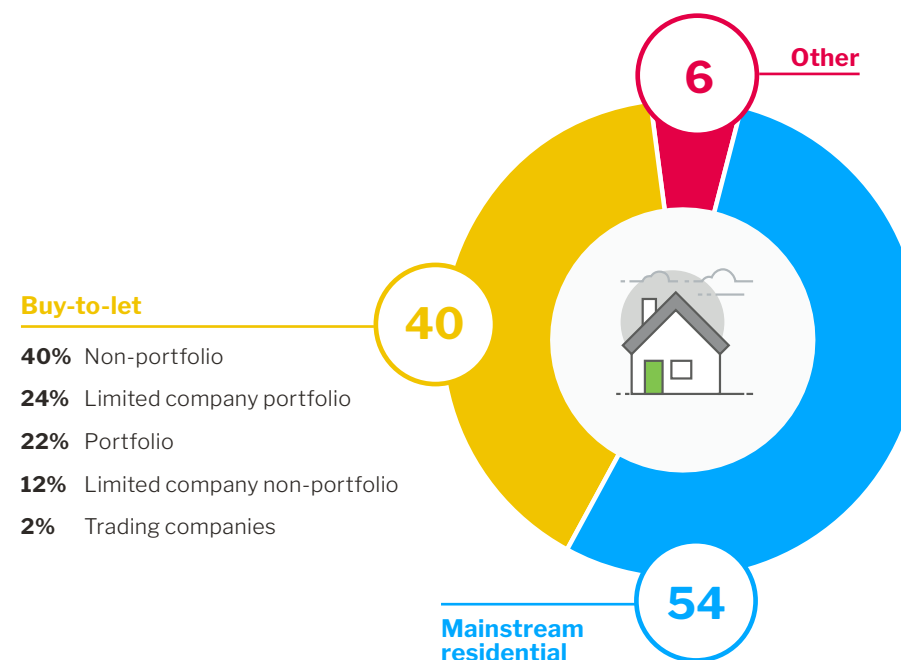 6
Other
Buy-to-let
40
40% Non-portfolio
24% Limited company portfolio
22% Portfolio
12% Limited company non-portfolio
2% Trading companies
54
Mainstream
residential